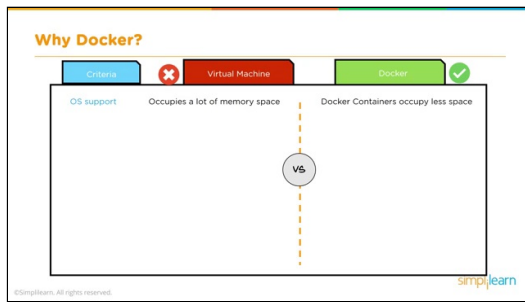 Why Docker?
Criteria
Virtual Machine
Docker
OS support
Occupies a lot of memory space
Docker Containers occupy less space
VS
©Simplilearn. All rights reserved.
simplilearn